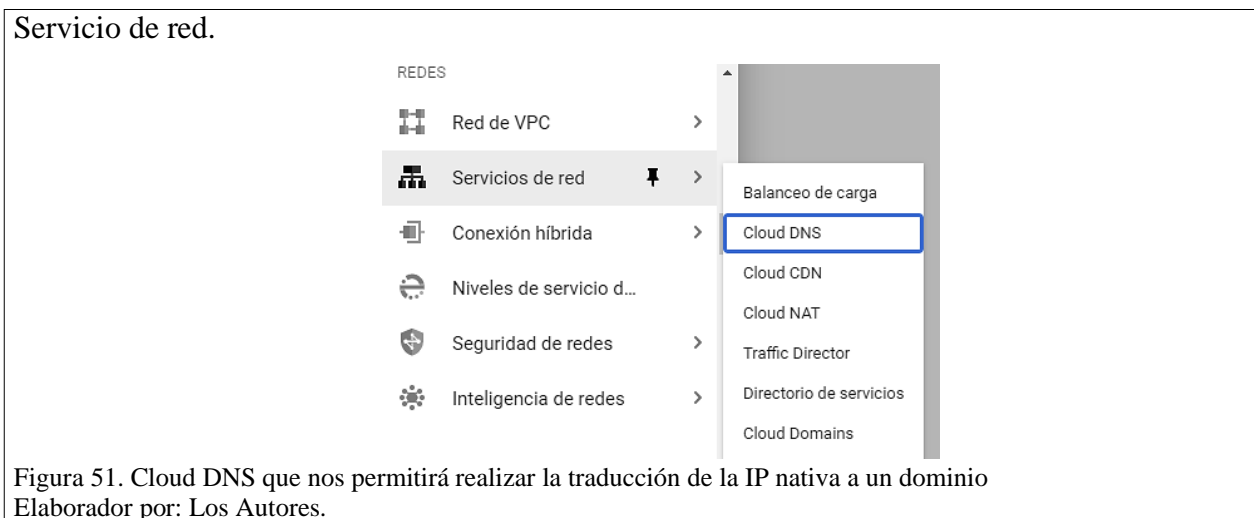 Servicio de red.
REDES
Red de VPC
Servicios de red
Conexión híbrida
Niveles de servicio d...
Seguridad de redes
Inteligencia de redes
Balanceo de carga
Cloud DNS
Cloud CDN
Cloud NAT
Traffic Director
Directorio de servicios
Cloud Domains
Figura 51. Cloud DNS que nos permitirá realizar la traducción de la IP nativa a un dominio
Elaborador por: Los Autores.